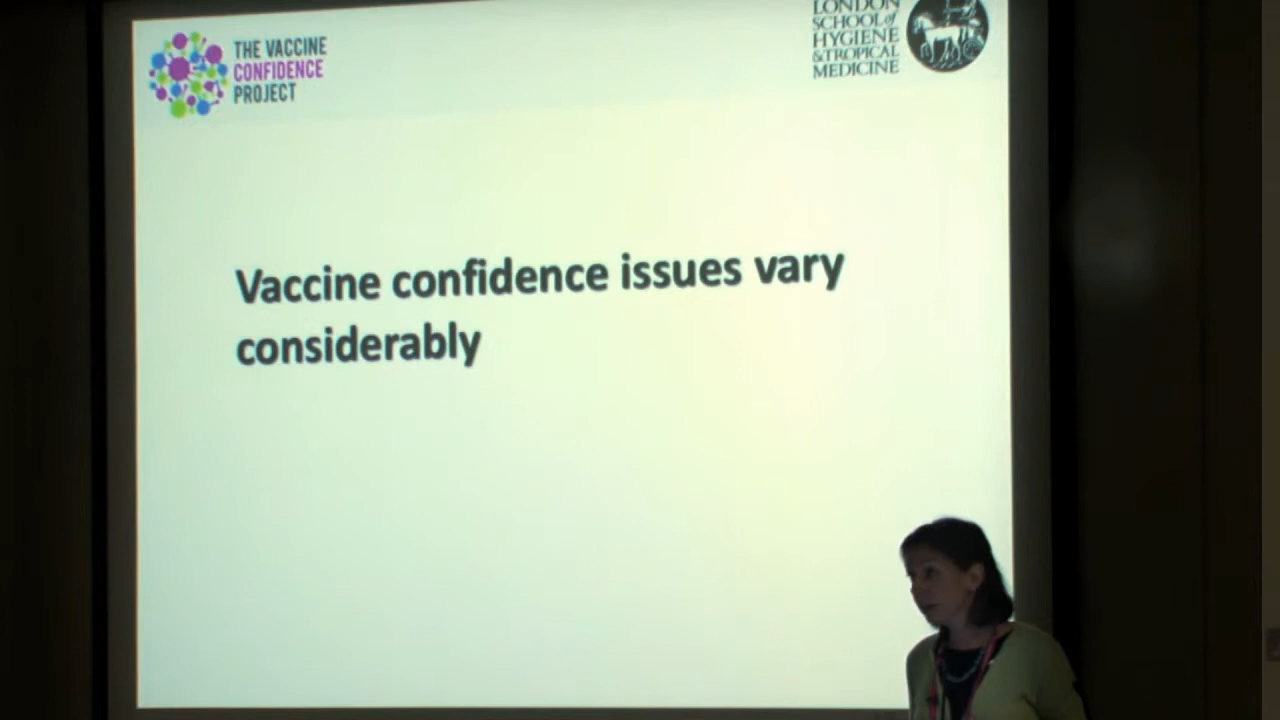 THE VACCINE
CONFIDENCE
PROJECT
LONDON
SCHOOL of
HYGIENE
& TROPICAL
MEDICINE
Vaccine confidence issues vary
considerably